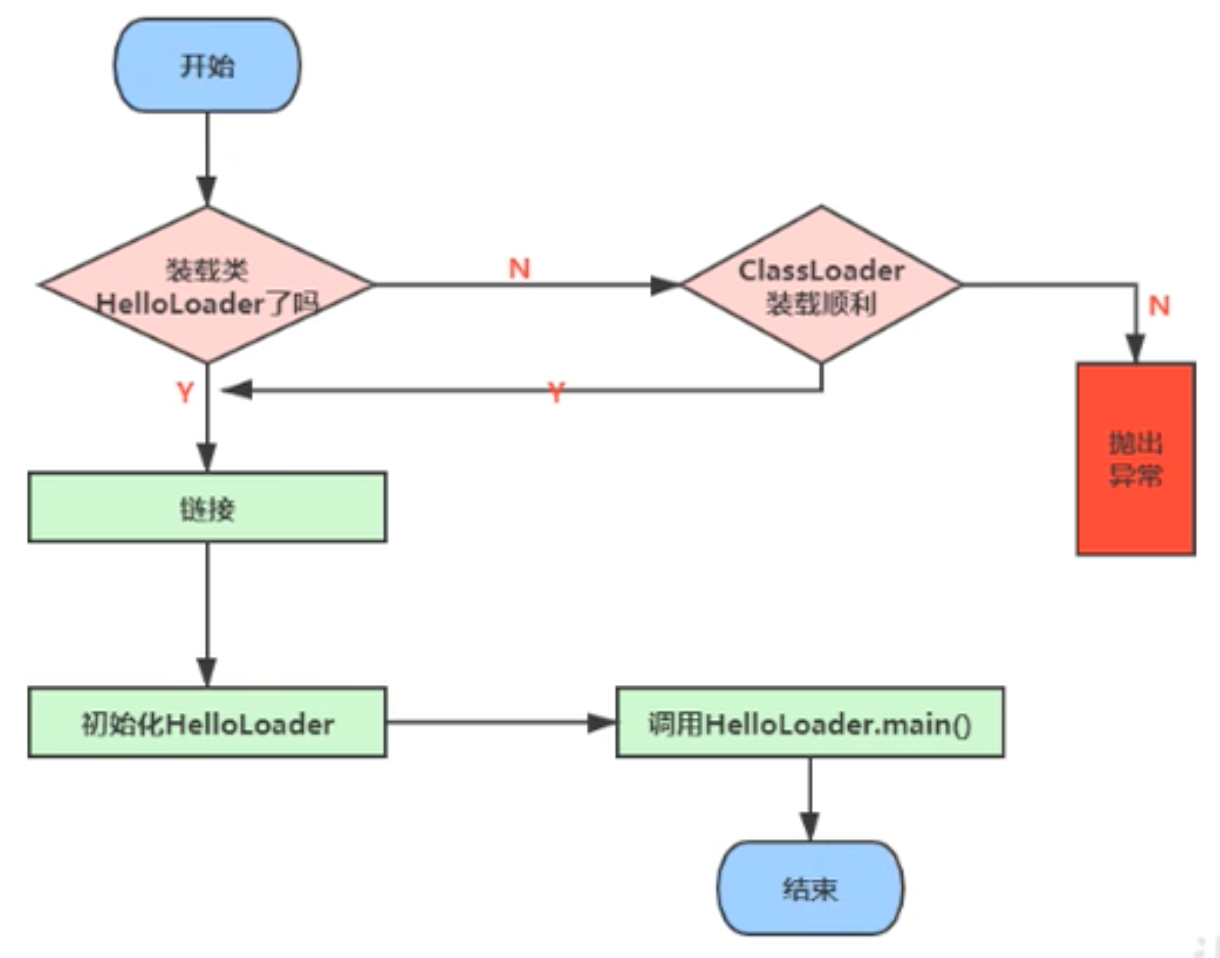 开始
装载类
HelloLoader了吗
N
ClassLoader
装载顺利
N
Y
Y
抛出
异常
链接
初始化HelloLoader
调用HelloLoader.main()
结束